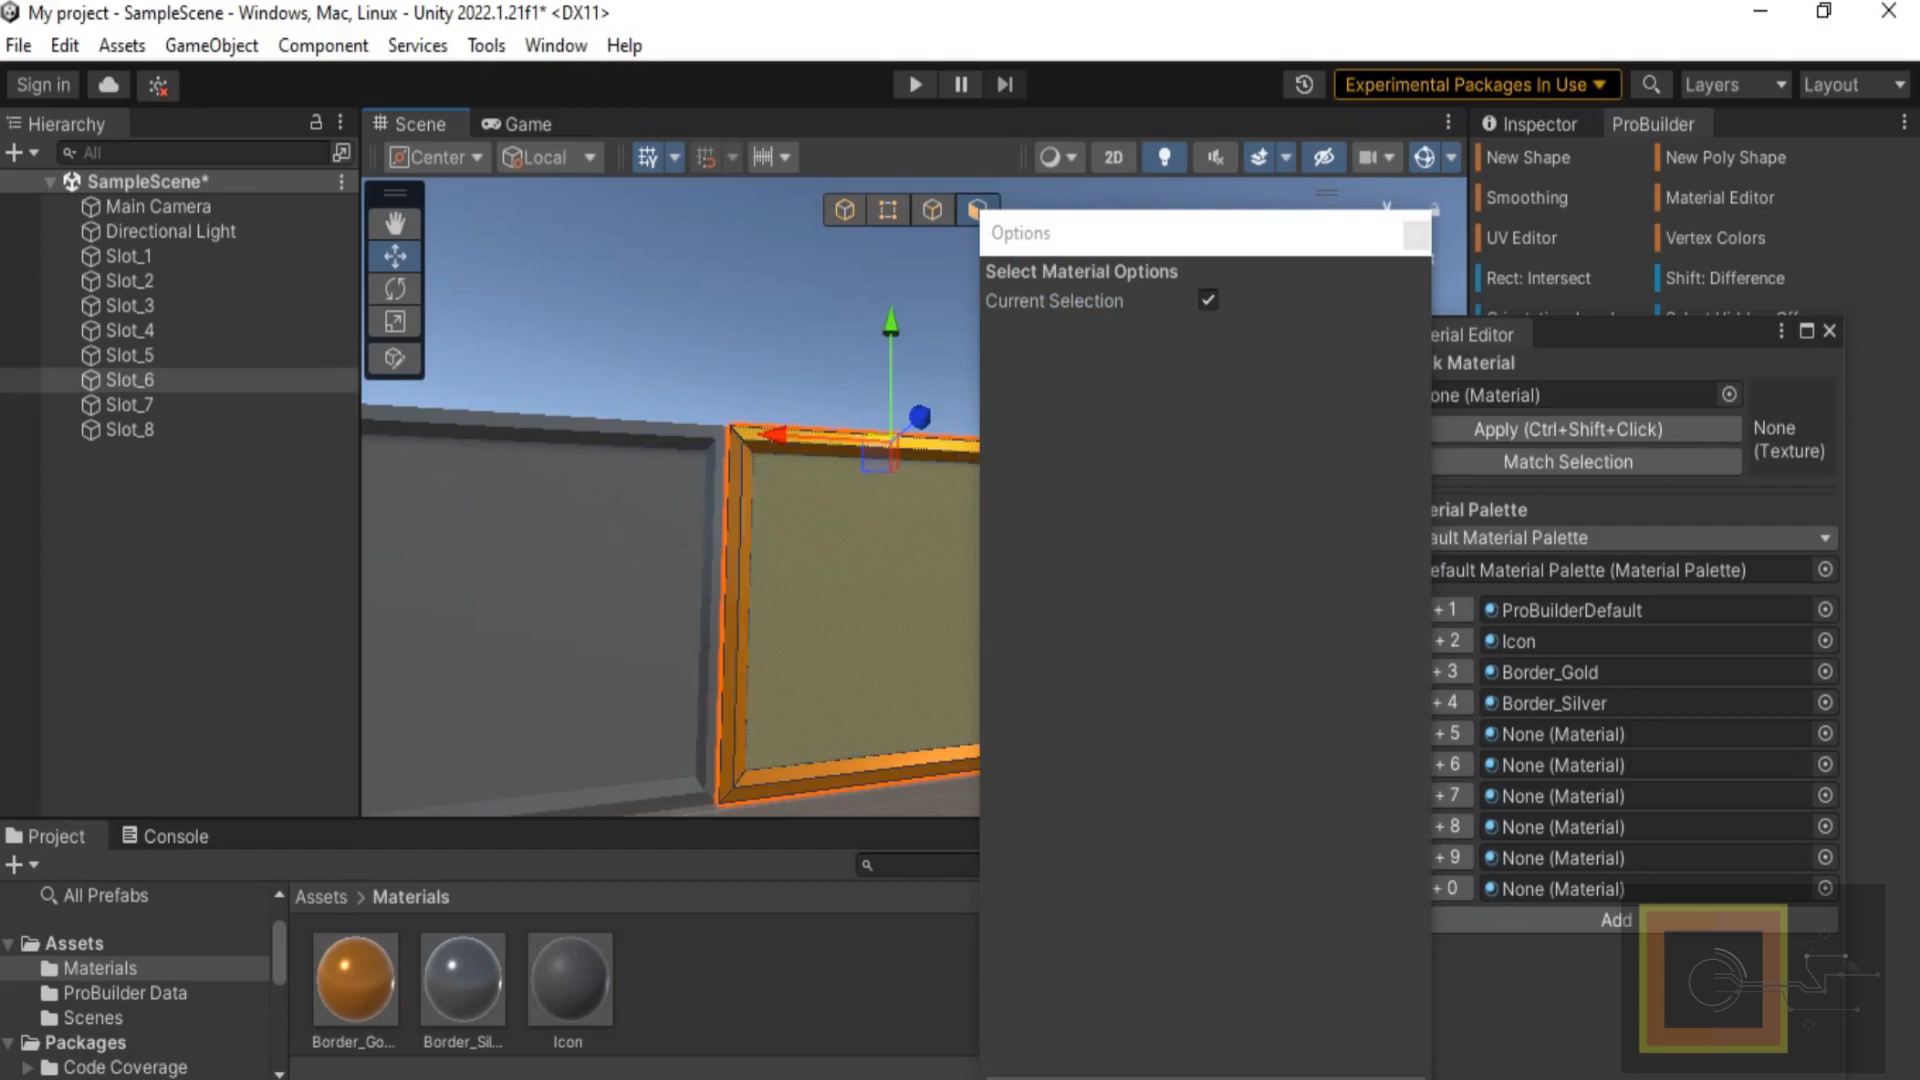 My project - SampleScene - Windows, Mac, Linux - Unity 2022.1.21f1* <DX11>
File Edit Assets GameObject Component Services Tools Window Help
Sign in
Experimental Packages In Use
Layers
Layout
Hierarchy
Scene
Game
Inspector
ProBuilder
All
Center
Local
2D
New Shape
New Poly Shape
SampleScene*
Main Camera
Directional Light
Slot_1
Slot_2
Slot_3
Slot_4
Slot_5
Slot_6
Slot_7
Slot_8
Smoothing
Material Editor
UV Editor
Vertex Colors
Rect: Intersect
Shift: Difference
Options
Select Material Options
Current Selection
erial Editor
k Material
one (Material)
Apply (Ctrl+Shift+Click)
Match Selection
None
(Texture)
erial Palette
ault Material Palette
efault Material Palette (Material Palette)
+ 1 ProBuilderDefault
+ 2 Icon
+ 3 Border_Gold
+ 4 Border_Silver
+ 5 None (Material)
+ 6 None (Material)
+ 7 None (Material)
+ 8 None (Material)
+ 9 None (Material)
+ 0 None (Material)
Add
Project
Console
All Prefabs
Assets
Materials
ProBuilder Data
Scenes
Packages
Code Coverage
Assets > Materials
Border_Go...
Border_Sil...
Icon